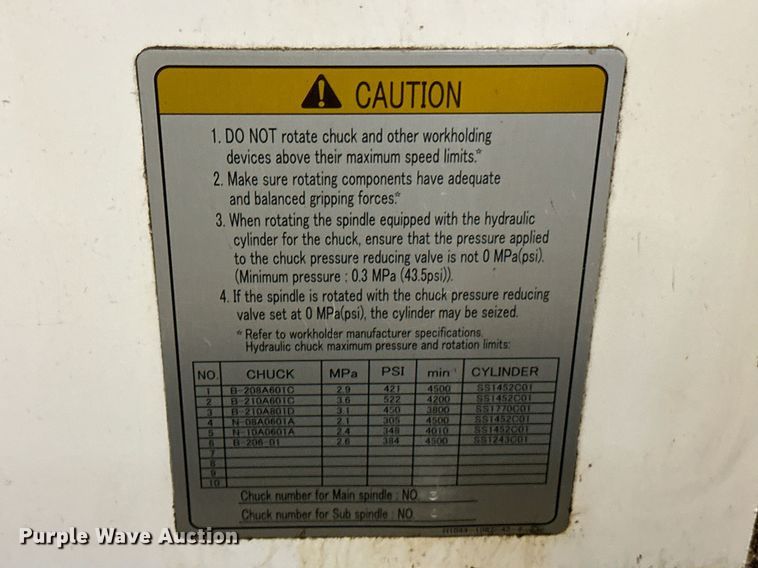 CAUTION
1. DO NOT rotate chuck and other workholding
devices above their maximum speed limits.*
2. Make sure rotating components have adequate
and balanced gripping forces.*
3. When rotating the spindle equipped with the hydraulic
cylinder for the chuck, ensure that the pressure applied
to the chuck pressure reducing valve is not 0 MPa(psi).
(Minimum pressure : 0.3 MPa (43.5psi)).
4. If the spindle is rotated with the chuck pressure reducing
valve set at 0 MPa(psi), the cylinder may be seized.
* Refer to workholder manufacturer specifications.
Hydraulic chuck maximum pressure and rotation limits:
NO. CHUCK MPa PSI min⁻¹ CYLINDER
1 B-208A601C 2.9 421 4500 SS1452C01
2 B-210A601C 3.6 522 4200 SS1452C01
3 B-210A801D 3.1 450 3800 SS1770C01
4 N-08A0601A 2.1 305 4500 SS1452C01
5 N-10A0601A 2.4 348 4010 SS1452C01
6 B-206-01 2.6 384 4500 SS1243C01
7
8
9
10
Chuck number for Main spindle : NO. 3
Chuck number for Sub spindle : NO.
Purple Wave Auction